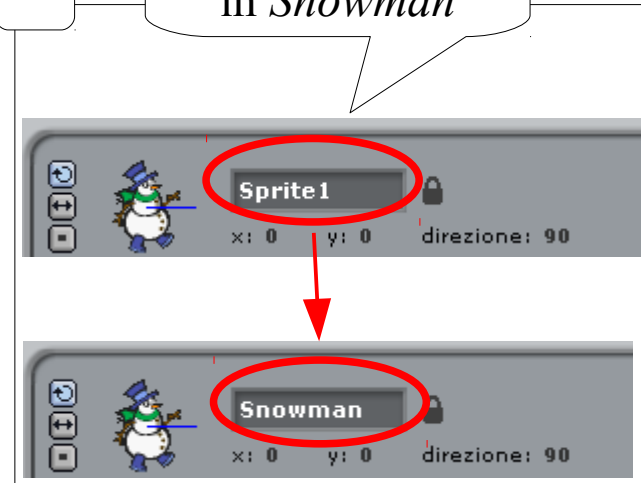 in Snowman
Sprite1
x: 0 y: 0 direzione: 90
Snowman
x: 0 y: 0 direzione: 90